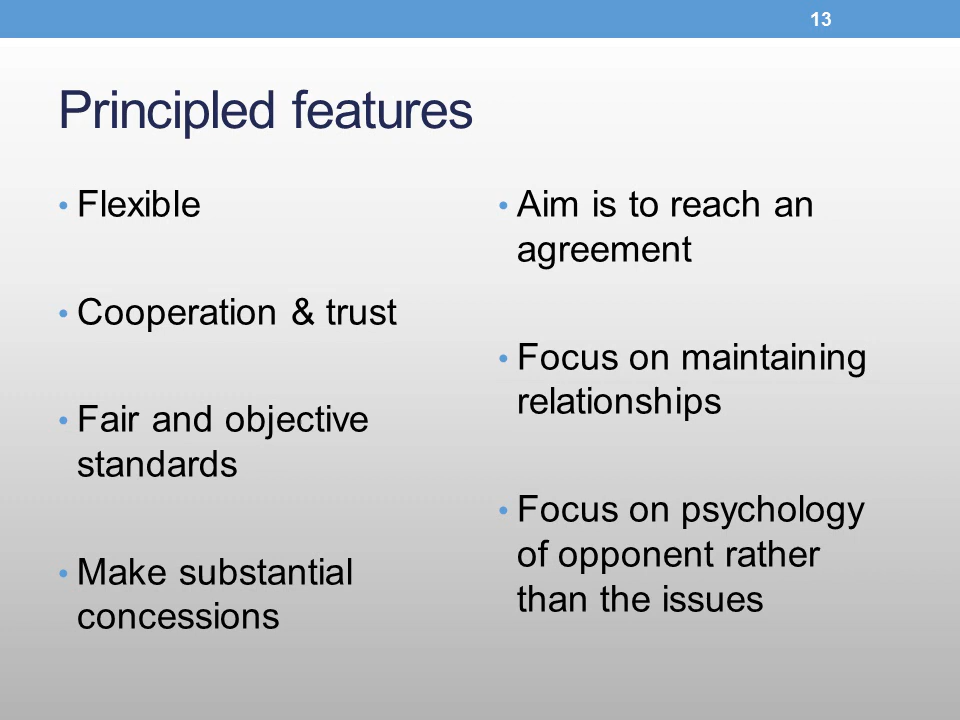 13
Principled features
• Flexible
• Cooperation & trust
• Fair and objective
standards
• Make substantial
concessions
• Aim is to reach an
agreement
• Focus on maintaining
relationships
• Focus on psychology
of opponent rather
than the issues